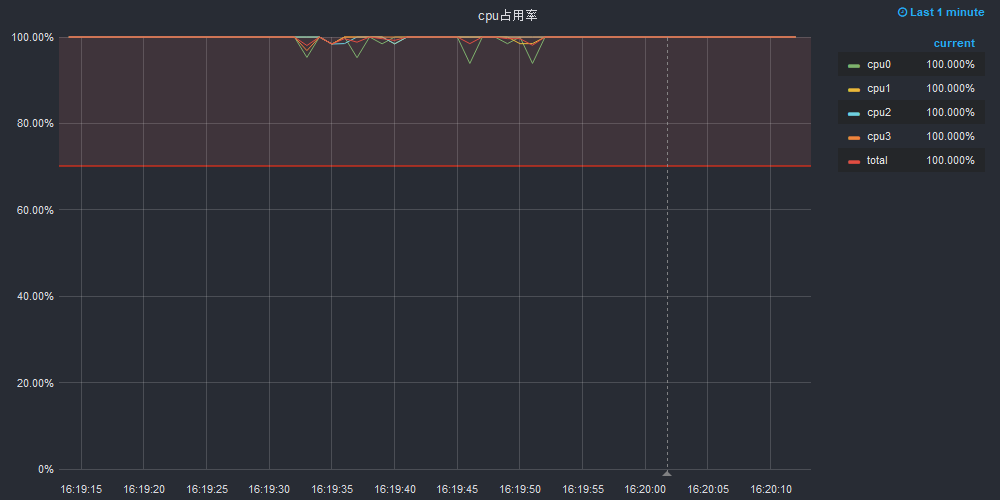 cpu占用率
Last 1 minute
current
cpu0 100.000%
cpu1 100.000%
cpu2 100.000%
cpu3 100.000%
total 100.000%
100.00%
80.00%
60.00%
40.00%
20.00%
0%
16:19:15 16:19:20 16:19:25 16:19:30 16:19:35 16:19:40 16:19:45 16:19:50 16:19:55 16:20:00 16:20:05 16:20:10